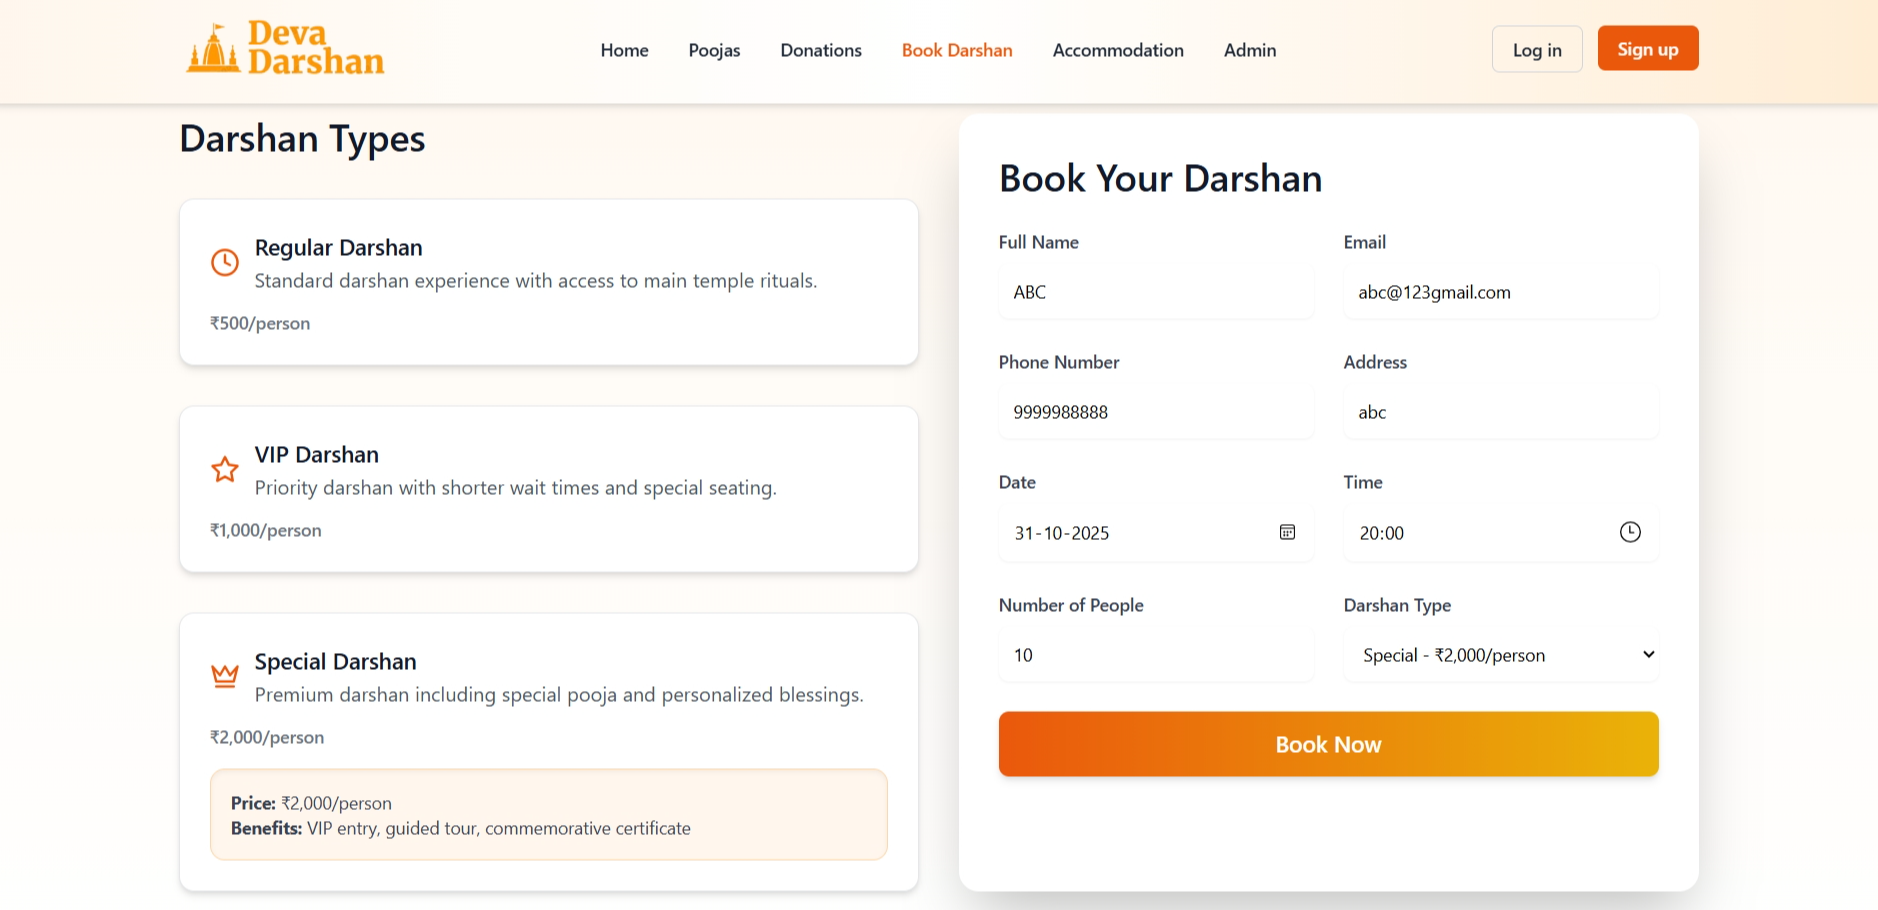 Deva
Darshan
Home
Poojas
Donations
Book Darshan
Accommodation
Admin
Log in
Sign up
Darshan Types
Regular Darshan
Standard darshan experience with access to main temple rituals.
₹500/person
VIP Darshan
Priority darshan with shorter wait times and special seating.
₹1,000/person
Special Darshan
Premium darshan including special pooja and personalized blessings.
₹2,000/person
Price: ₹2,000/person
Benefits: VIP entry, guided tour, commemorative certificate
Book Your Darshan
Full Name
ABC
Email
abc@123gmail.com
Phone Number
9999988888
Address
abc
Date
31-10-2025
Time
20:00
Number of People
10
Darshan Type
Special - ₹2,000/person
Book Now